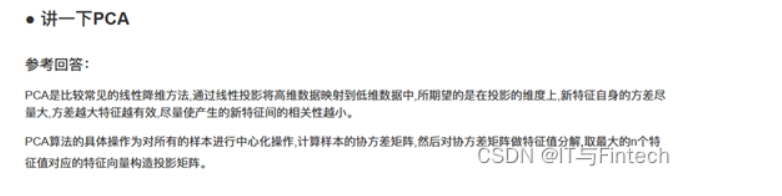 ● 讲一下PCA
参考回答：
PCA是比较常见的线性降维方法,通过线性投影将高维数据映射到低维数据中,所期望的是在投影的维度上,新特征自身的方差尽
量大,方差越大特征越有效,尽量使产生的新特征间的相关性越小。
PCA算法的具体操作为对所有的样本进行中心化操作,计算样本的协方差矩阵,然后对协方差矩阵做特征值分解,取最大的n个特
征值对应的特征向量构造投影矩阵。
CSDN @IT与Fintech